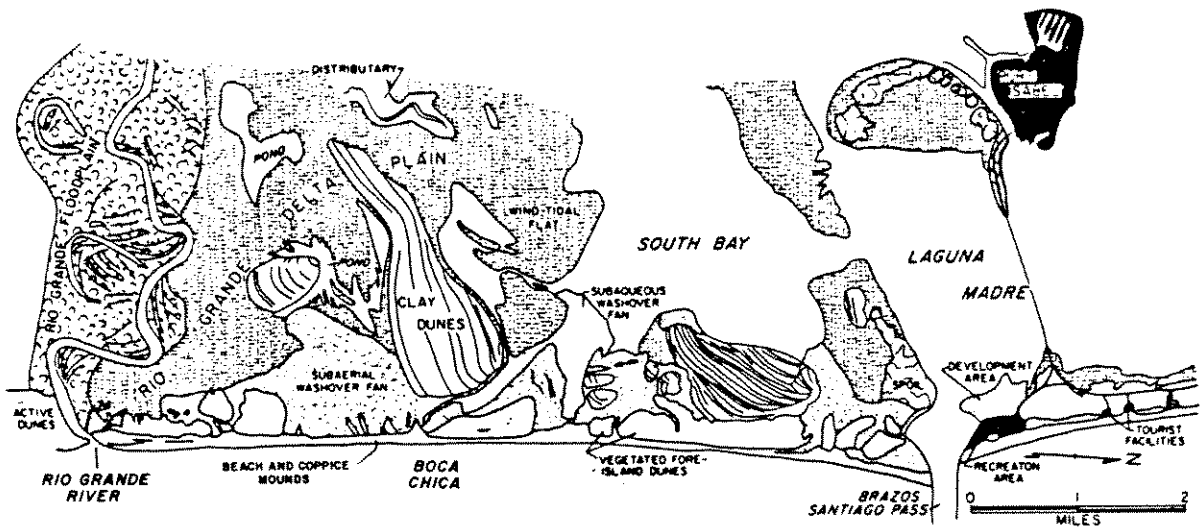 DISTRIBUTARY
PORT
ISABEL
POND
PLAIN
DELTA
RIO GRANDE FLOODPLAIN
WIND-TIDAL
FLAT
SOUTH BAY
LAGUNA
MADRE
POND
GRANDE
CLAY
DUNES
SUBAQUEOUS
WASHOVER
FAN
RIO
SUBAERIAL
WASHOVER FAN
DEVELOPMENT
AREA
SPOIL
ACTIVE
DUNES
TOURIST
FACILITIES
BEACH AND COPPICE
MOUNDS
BOCA
CHICA
VEGETATED FORE-
ISLAND DUNES
RECREATON
AREA
Z
RIO GRANDE
RIVER
BRAZOS
SANTIAGO PASS
0 1 2
MILES